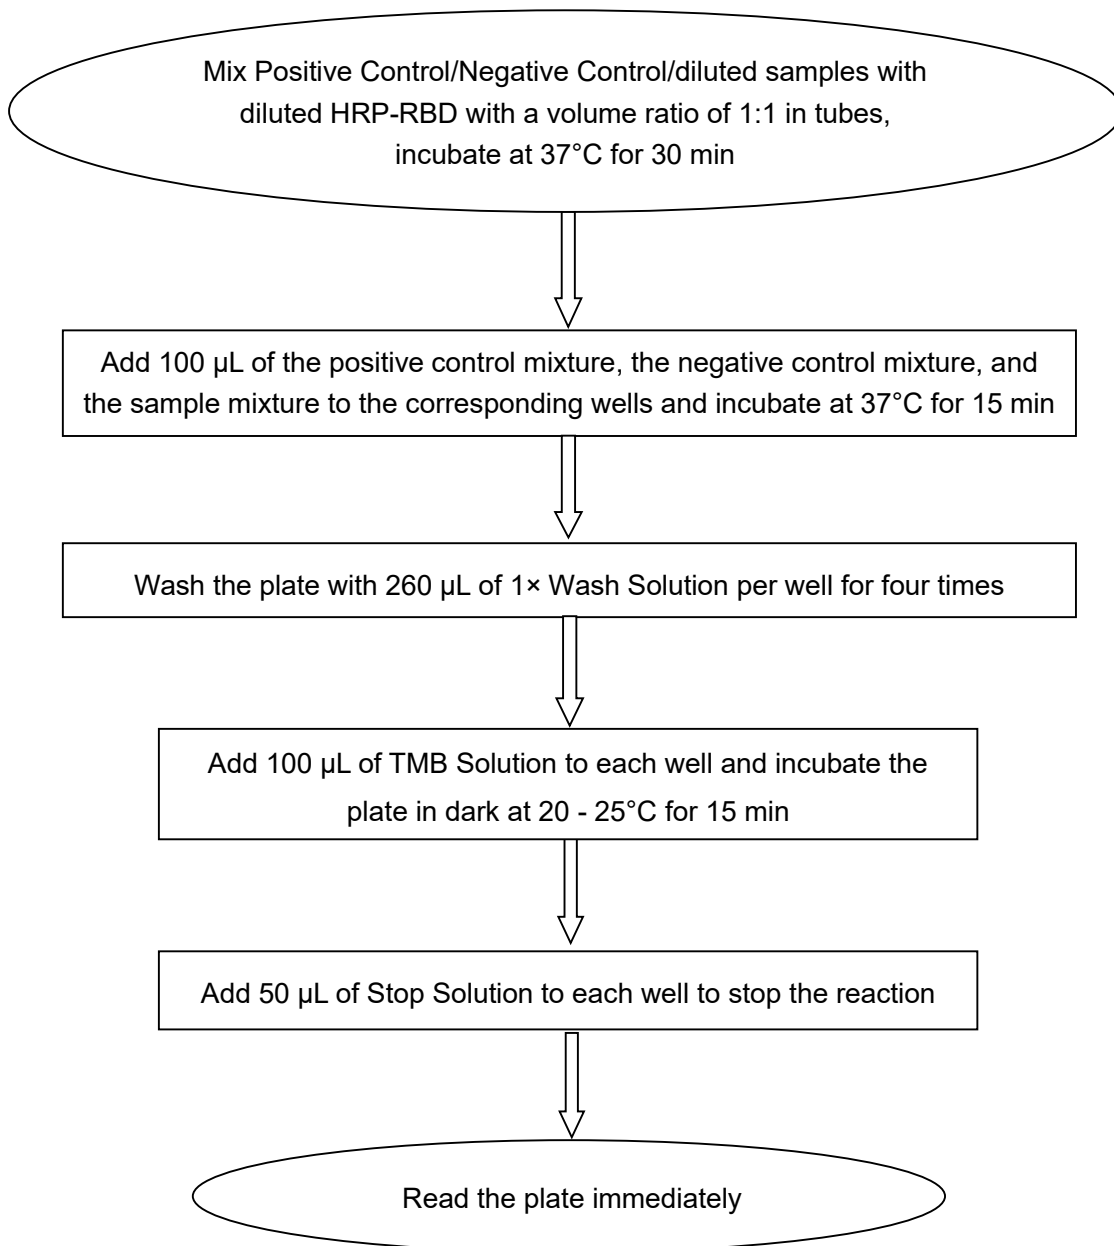 Mix Positive Control/Negative Control/diluted samples with
diluted HRP-RBD with a volume ratio of 1:1 in tubes,
incubate at 37°C for 30 min
Add 100 µL of the positive control mixture, the negative control mixture, and
the sample mixture to the corresponding wells and incubate at 37°C for 15 min
Wash the plate with 260 µL of 1× Wash Solution per well for four times
Add 100 µL of TMB Solution to each well and incubate the
plate in dark at 20 - 25°C for 15 min
Add 50 µL of Stop Solution to each well to stop the reaction
Read the plate immediately